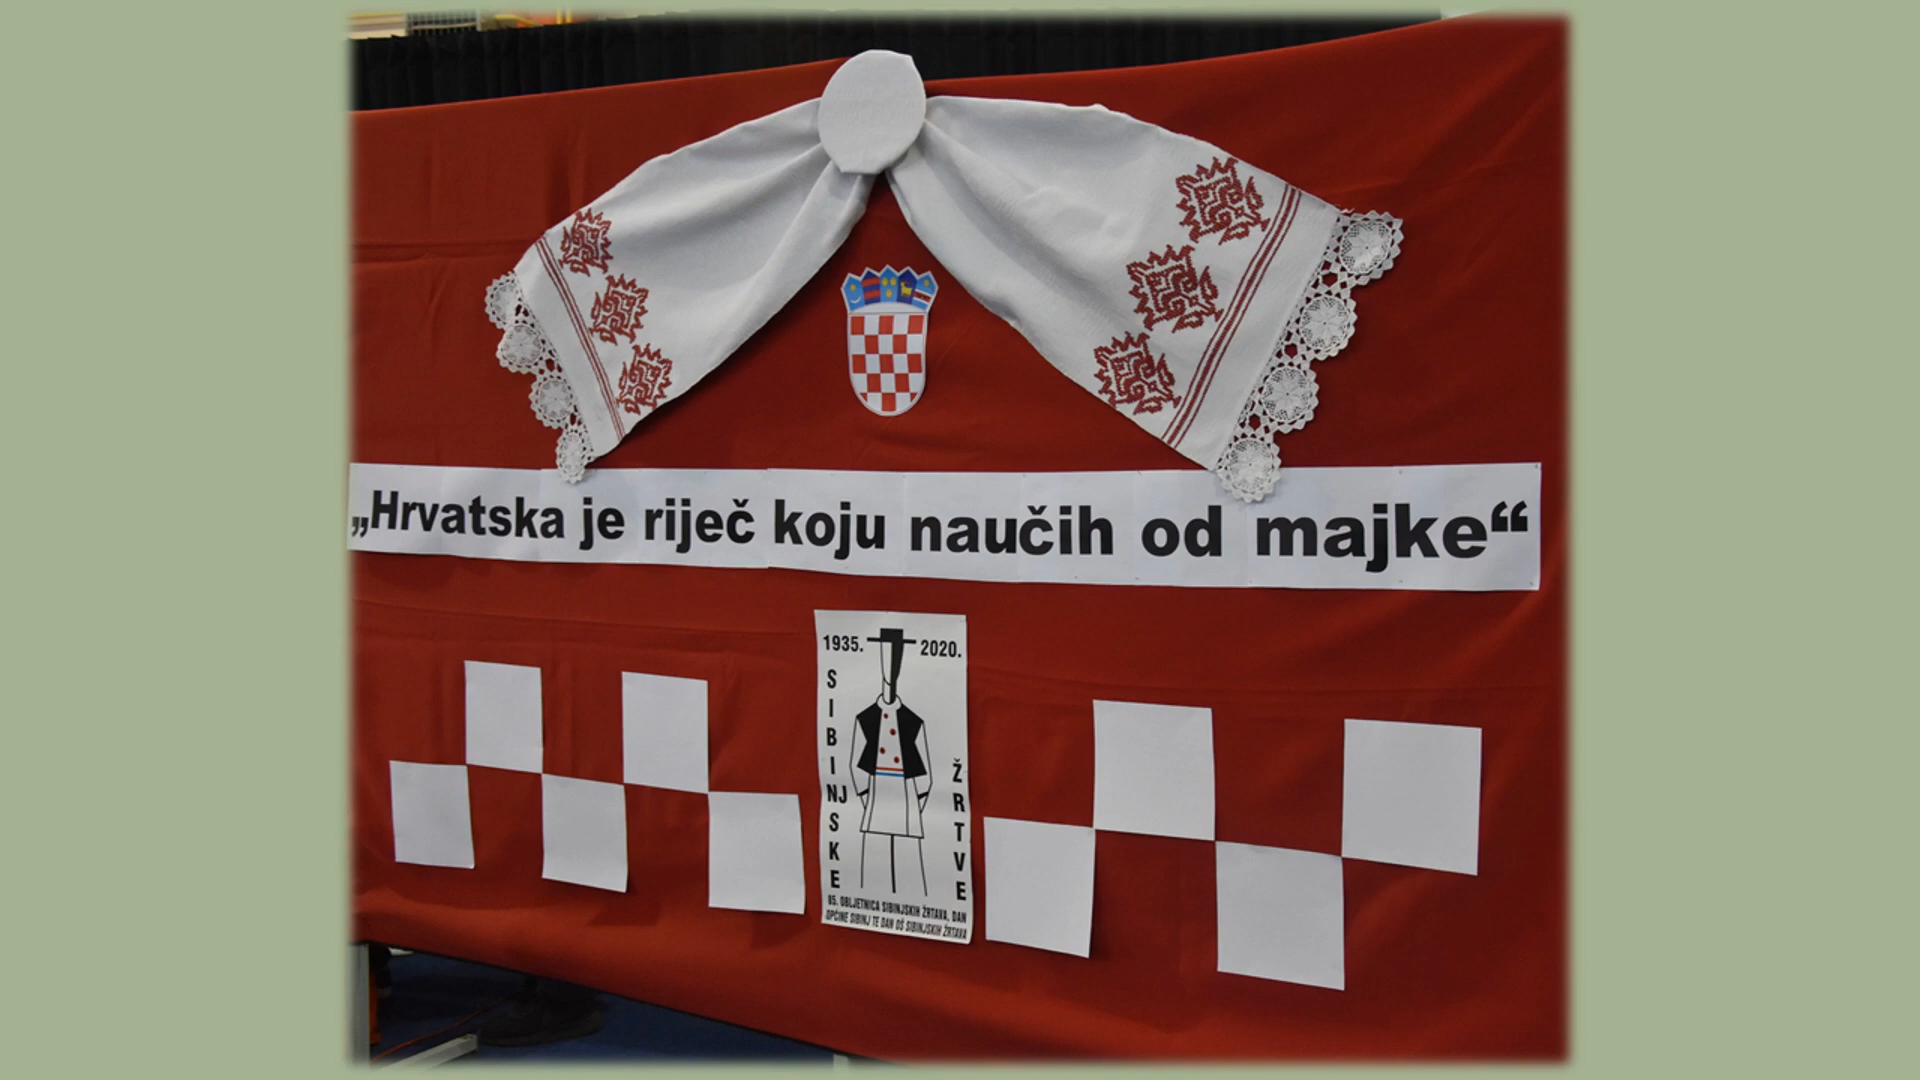 „Hrvatska je riječ koju naučih od majke“
1935. 2020.
SIBINJSKE
ŽRTVE
85. OBLJETNICA SIBINJSKIH ŽRTAVA, DAN
OPĆINE SIBINJ TE DAN OŠ SIBINJSKIH ŽRTAVA